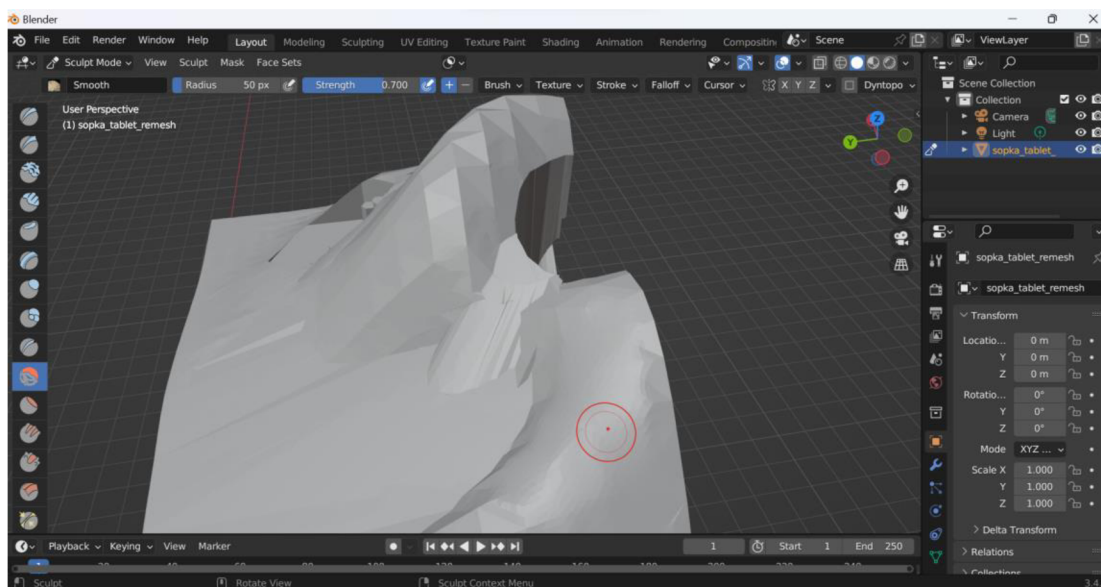 Blender
File Edit Render Window Help Layout Modeling Sculpting UV Editing Texture Paint Shading Animation Rendering Compositin Scene ViewLayer
Sculpt Mode View Sculpt Mask Face Sets
Smooth Radius 50 px Strength 0.700 Brush Texture Stroke Falloff Cursor X Y Z Dyntopo
User Perspective
(1) sopka_tablet_remesh
Z
Y
Scene Collection
Collection
Camera
Light
sopka_tablet_
sopka_tablet_remesh
sopka_tablet_remesh
Transform
Locatio... 0 m
Y 0 m
Z 0 m
Rotatio... 0°
Y 0°
Z 0°
Mode XYZ ...
Scale X 1.000
Y 1.000
Z 1.000
Delta Transform
Relations
Collections
Playback Keying View Marker 1 Start 1 End 250
Sculpt Rotate View Sculpt Context Menu 3.4